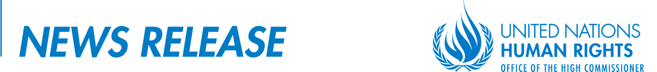 NEWS RELEASE
UNITED NATIONS
HUMAN RIGHTS
OFFICE OF THE HIGH COMMISSIONER